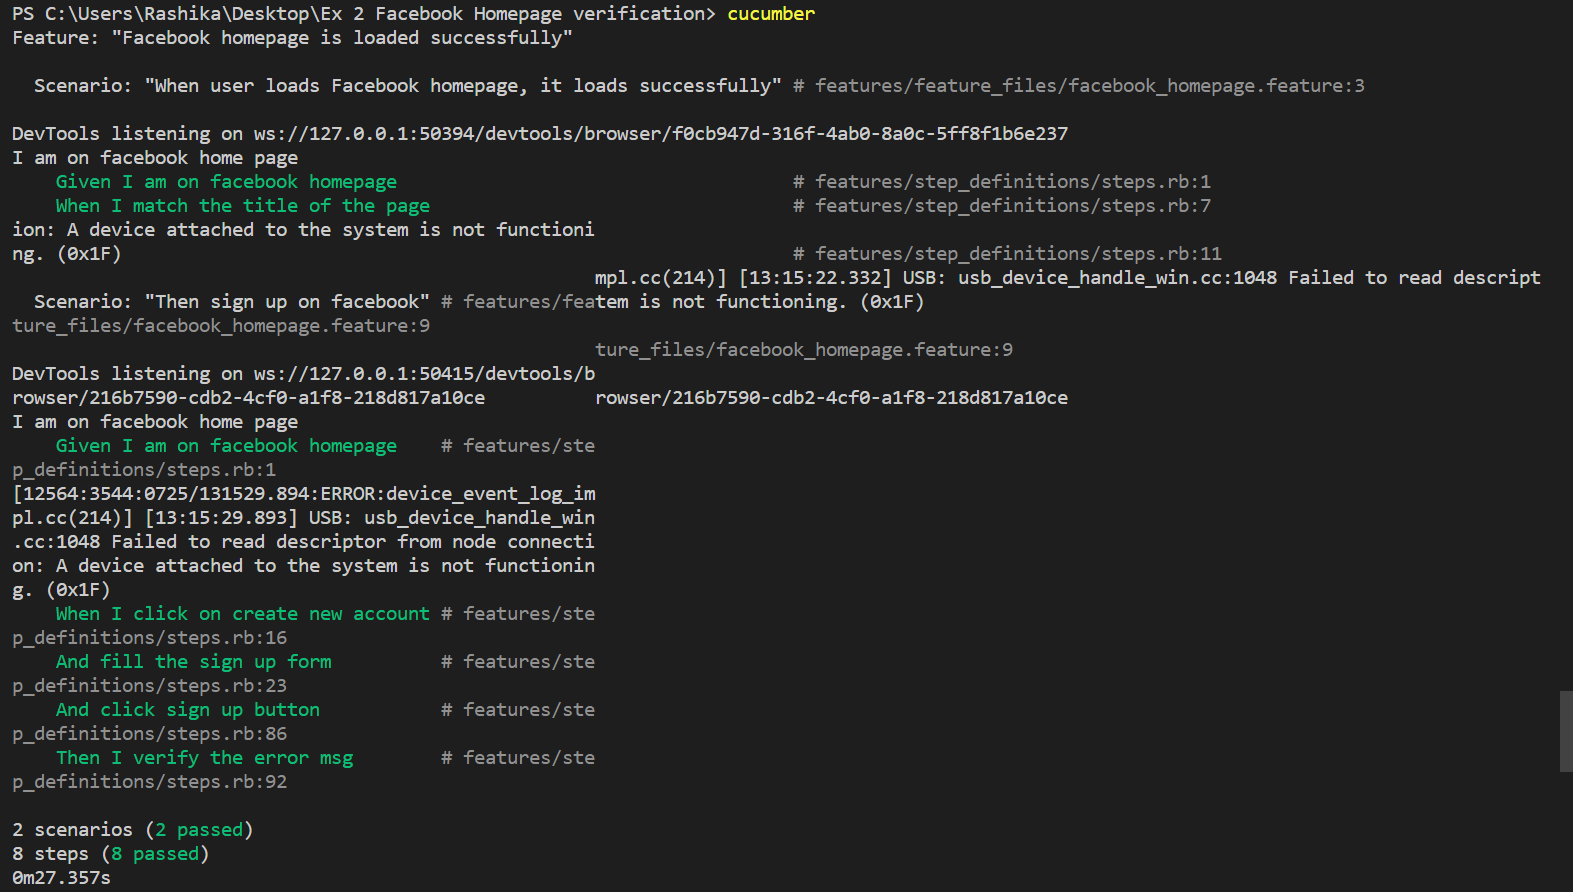 PS C:\Users\Rashika\Desktop\Ex 2 Facebook Homepage verification> cucumber
Feature: "Facebook homepage is loaded successfully"
  Scenario: "When user loads Facebook homepage, it loads successfully" # features/feature_files/facebook_homepage.feature:3
DevTools listening on ws://127.0.0.1:50394/devtools/browser/f0cb947d-316f-4ab0-8a0c-5ff8f1b6e237
I am on facebook home page
    Given I am on facebook homepage                                    # features/step_definitions/steps.rb:1
    When I match the title of the page                                 # features/step_definitions/steps.rb:7
ion: A device attached to the system is not functioni
ng. (0x1F)                                                             # features/step_definitions/steps.rb:11
                                                     mpl.cc(214)] [13:15:22.332] USB: usb_device_handle_win.cc:1048 Failed to read descript
  Scenario: "Then sign up on facebook" # features/featem is not functioning. (0x1F)
ture_files/facebook_homepage.feature:9
                                                     ture_files/facebook_homepage.feature:9
DevTools listening on ws://127.0.0.1:50415/devtools/b
rowser/216b7590-cdb2-4cf0-a1f8-218d817a10ce          rowser/216b7590-cdb2-4cf0-a1f8-218d817a10ce
I am on facebook home page
    Given I am on facebook homepage    # features/ste
p_definitions/steps.rb:1
[12564:3544:0725/131529.894:ERROR:device_event_log_im
pl.cc(214)] [13:15:29.893] USB: usb_device_handle_win
.cc:1048 Failed to read descriptor from node connecti
on: A device attached to the system is not functionin
g. (0x1F)
    When I click on create new account # features/ste
p_definitions/steps.rb:16
    And fill the sign up form          # features/ste
p_definitions/steps.rb:23
    And click sign up button           # features/ste
p_definitions/steps.rb:86
    Then I verify the error msg        # features/ste
p_definitions/steps.rb:92
2 scenarios (2 passed)
8 steps (8 passed)
0m27.357s